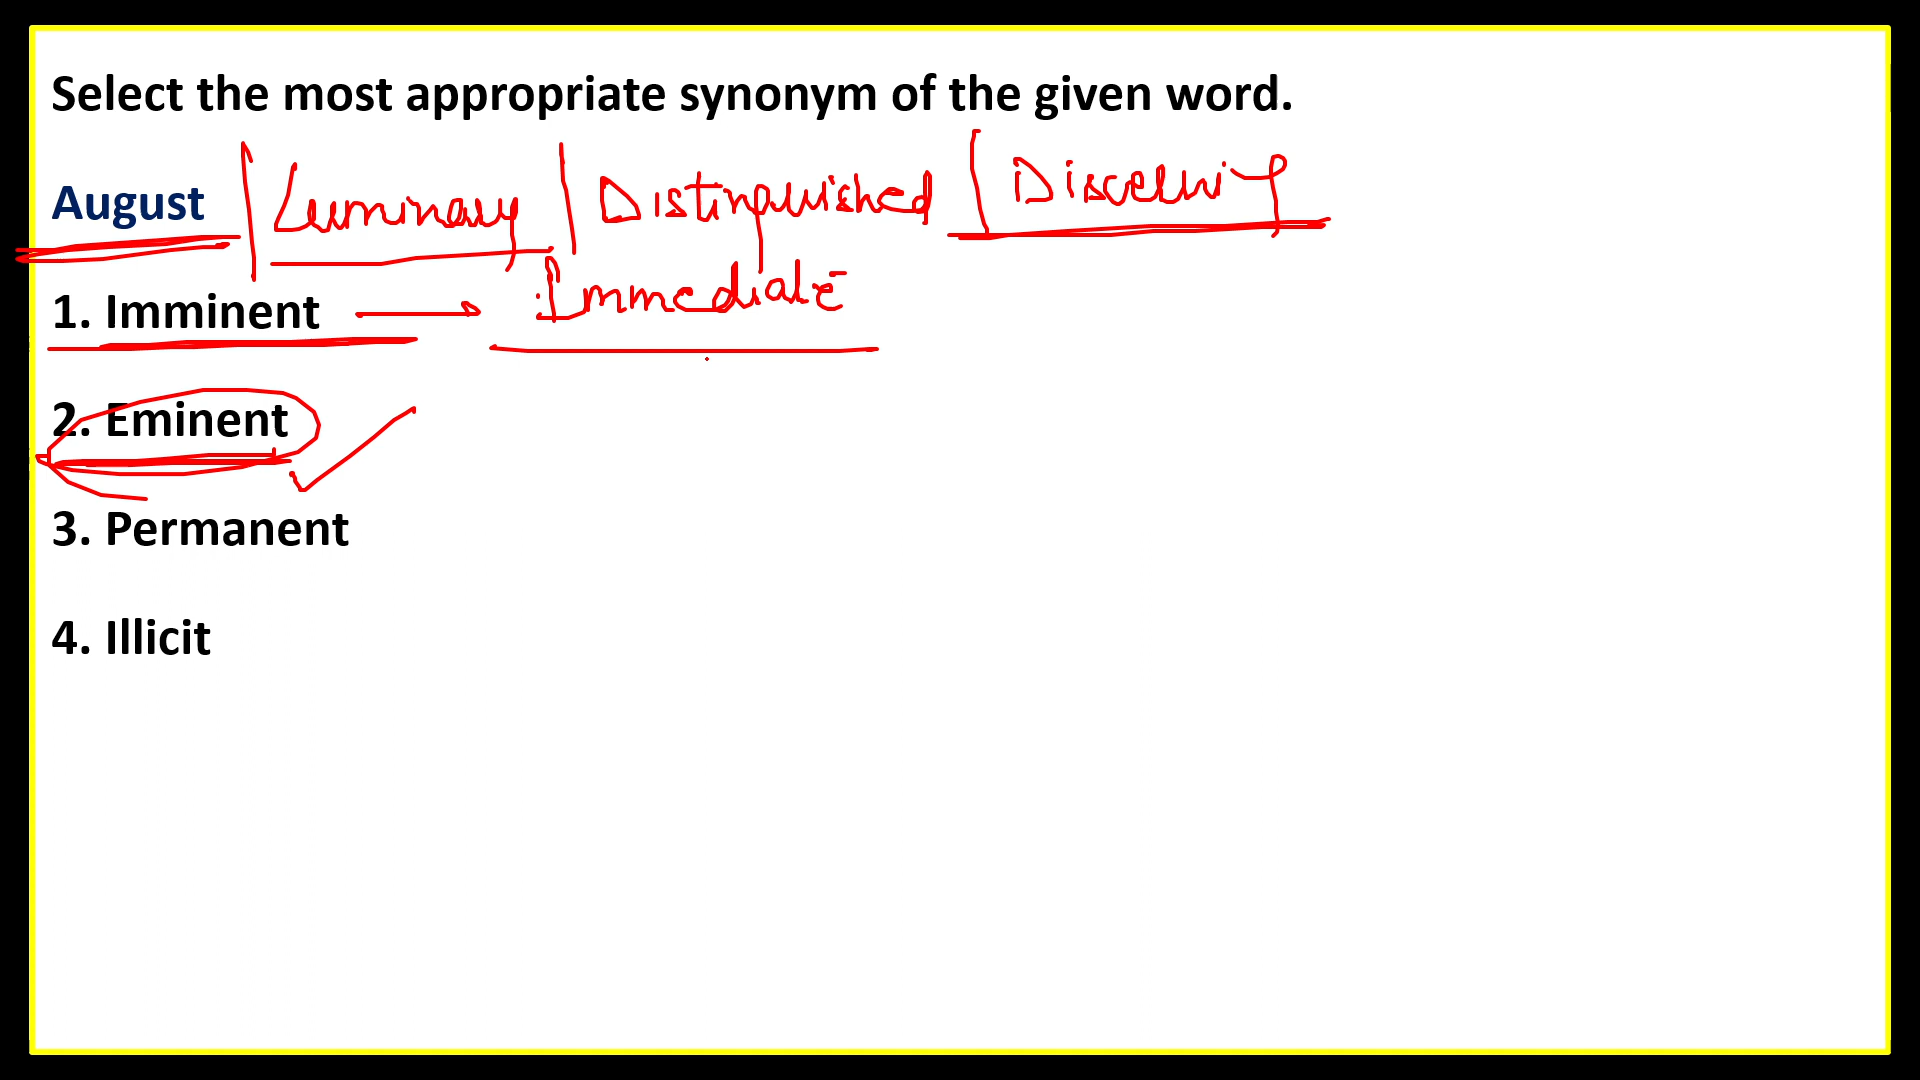 Select the most appropriate synonym of the given word.
August | Luminary | Distinquished | Discerning
1. Imminent → Immediate
2. Eminent ✓
3. Permanent
4. Illicit